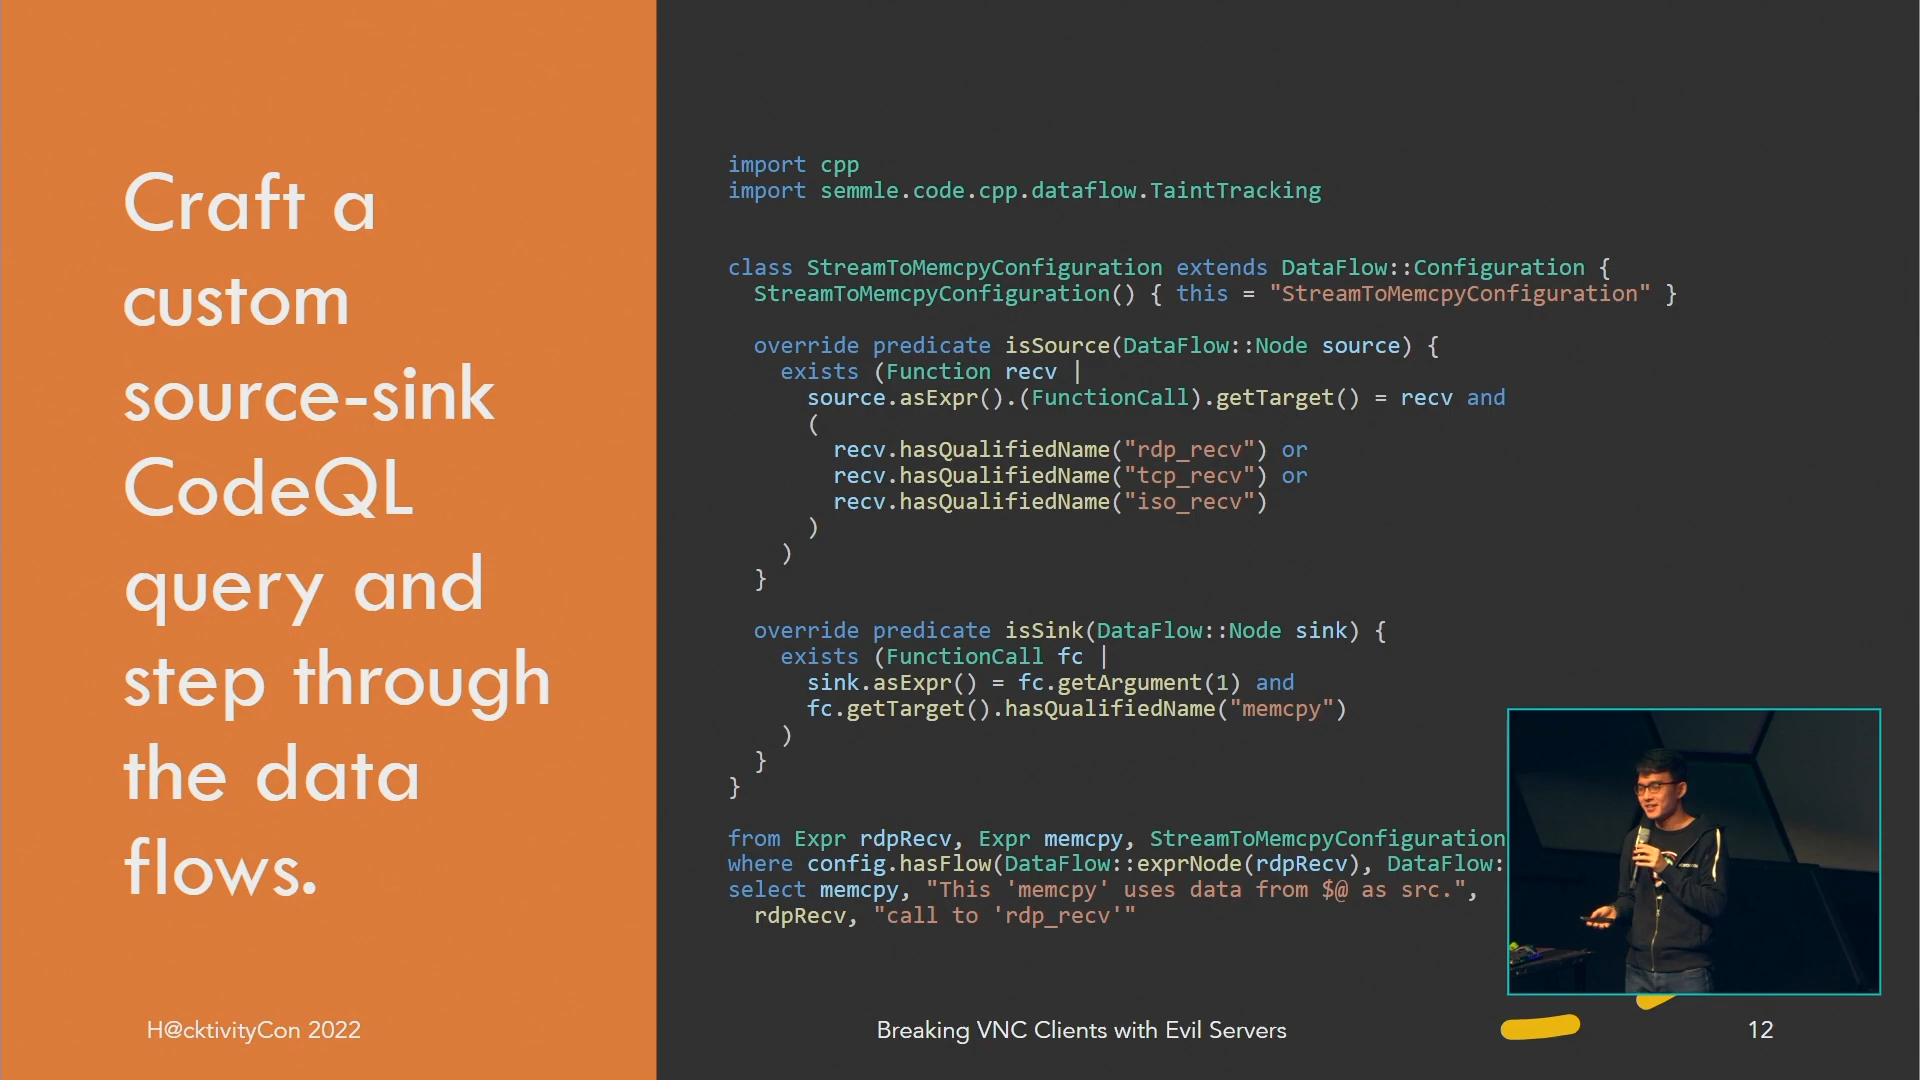 Craft a
custom
source-sink
CodeQL
query and
step through
the data
flows.
import cpp
import semmle.code.cpp.dataflow.TaintTracking
class StreamToMemcpyConfiguration extends DataFlow::Configuration {
  StreamToMemcpyConfiguration() { this = "StreamToMemcpyConfiguration" }
  override predicate isSource(DataFlow::Node source) {
    exists (Function recv |
      source.asExpr().(FunctionCall).getTarget() = recv and
      (
        recv.hasQualifiedName("rdp_recv") or
        recv.hasQualifiedName("tcp_recv") or
        recv.hasQualifiedName("iso_recv")
      )
    )
  }
  override predicate isSink(DataFlow::Node sink) {
    exists (FunctionCall fc |
      sink.asExpr() = fc.getArgument(1) and
      fc.getTarget().hasQualifiedName("memcpy")
    )
  }
}
from Expr rdpRecv, Expr memcpy, StreamToMemcpyConfiguration
where config.hasFlow(DataFlow::exprNode(rdpRecv), DataFlow:
select memcpy, "This 'memcpy' uses data from $@ as src.",
  rdpRecv, "call to 'rdp_recv'"
H@cktivityCon 2022
Breaking VNC Clients with Evil Servers
12